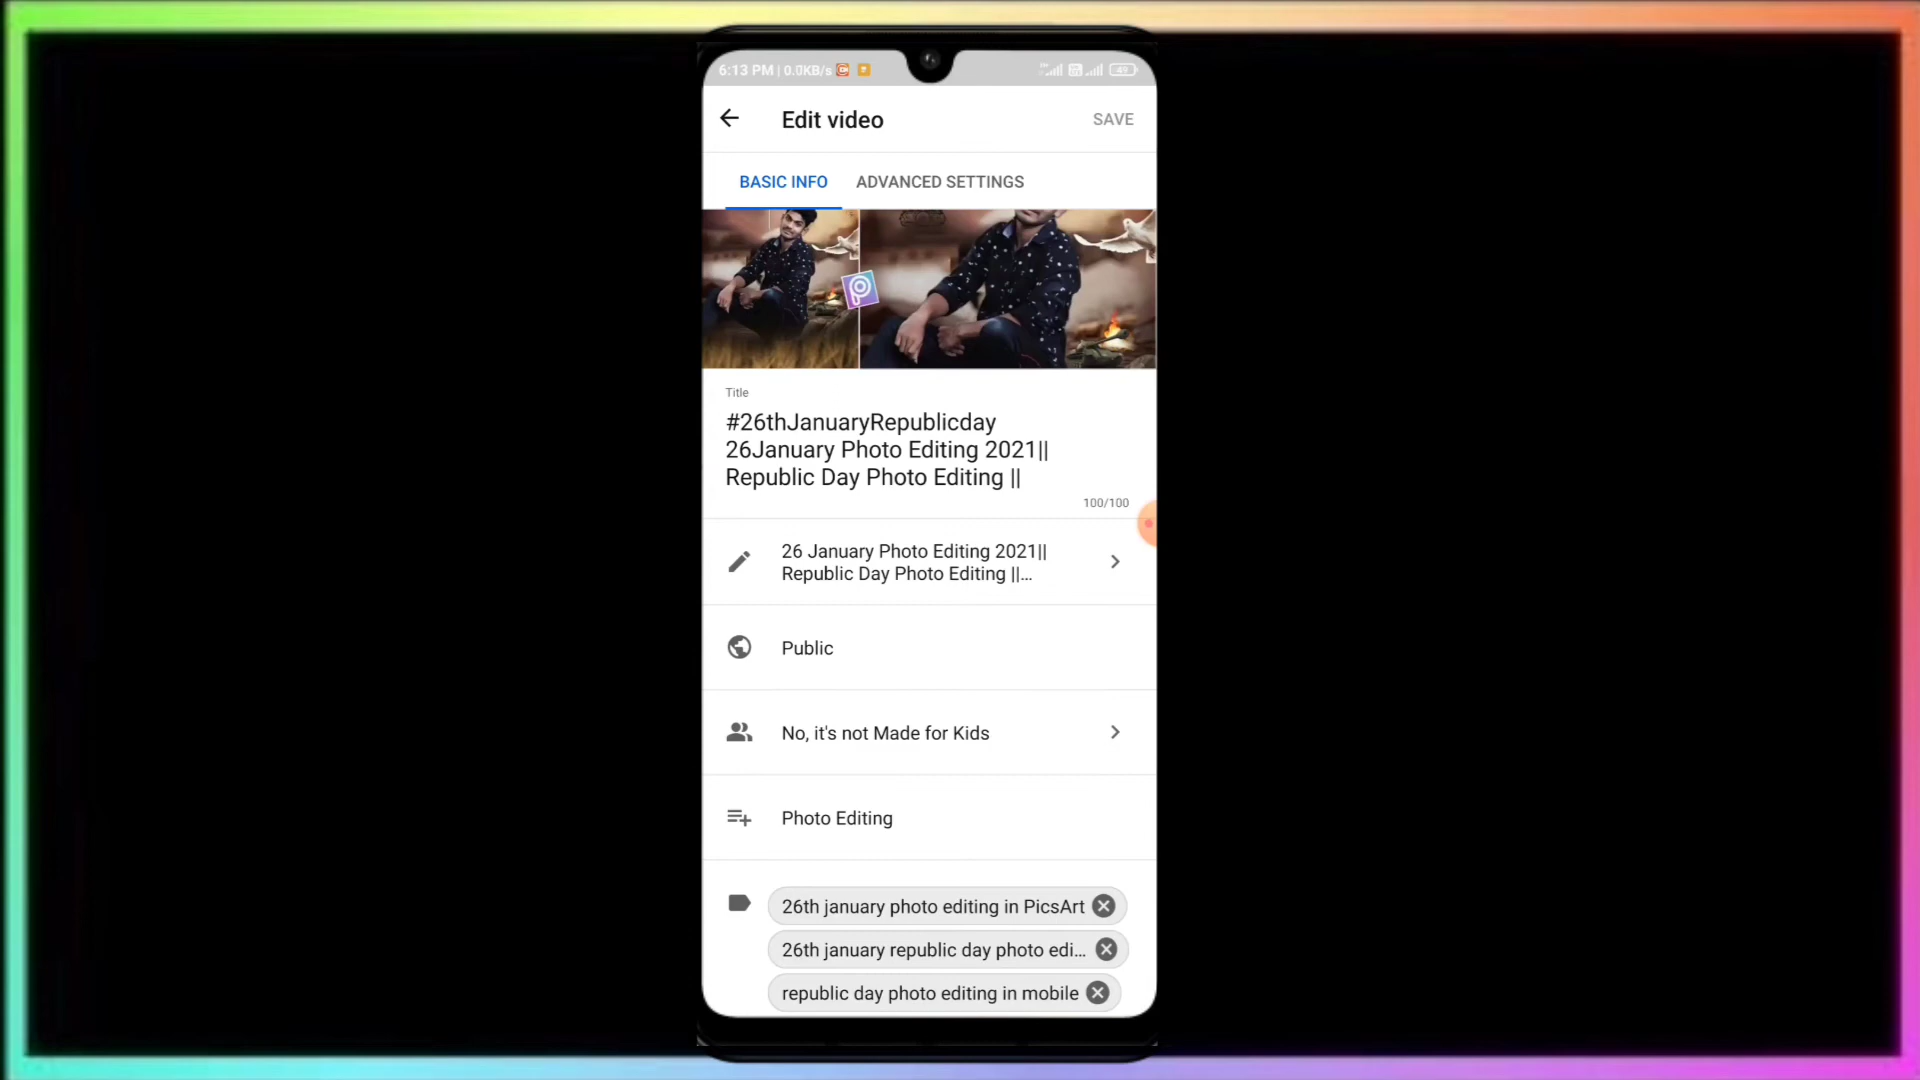 6:13 PM | 0.0KB/s
49
Edit video
SAVE
BASIC INFO
ADVANCED SETTINGS
Title
#26thJanuaryRepublicday
26January Photo Editing 2021||
Republic Day Photo Editing ||
100/100
26 January Photo Editing 2021||
Republic Day Photo Editing ||...
Public
No, it's not Made for Kids
Photo Editing
26th january photo editing in PicsArt
26th january republic day photo edi...
republic day photo editing in mobile